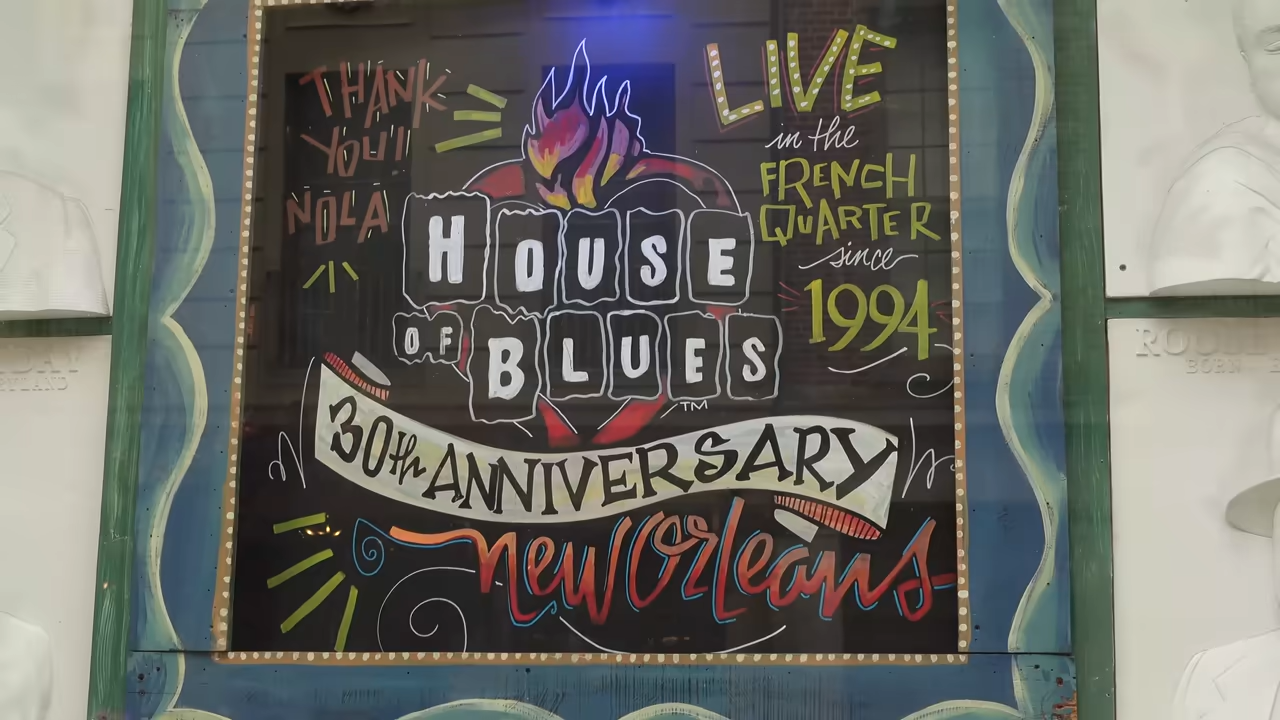 THANK
YOU!!
NOLA
LIVE
in the
FRENCH
QUARTER
since
1994
HOUSE
OF BLUES
TM
30th ANNIVERSARY
new Orleans
BORN